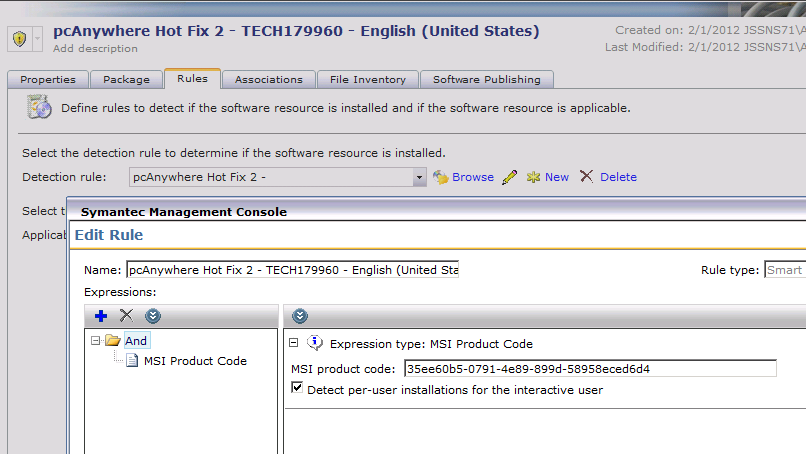 pcAnywhere Hot Fix 2 - TECH179974 - English (United States)
Add description
Created on: 2/1/2012 JSSNS71\A
Last Modified: 2/1/2012 JSSNS71\A
Properties
Package
Rules
Associations
File Inventory
Software Publishing
Define rules to detect if the software resource is installed and if the software resource is applicable.
Select the detection rule to determine if the software resource is installed.
Detection rule: pcAnywhere Hot Fix 2 - Browse New Delete
Select t
Applicab
Symantec Management Console
Edit Rule
Name: pcAnywhere Hot Fix 2 - TECH179960 - English (United Sta
Rule type: Smart
Expressions:
And
MSI Product Code
Expression type: MSI Product Code
MSI product code: 35ee60b5-0791-4e89-899d-58958eced6d4
Detect per-user installations for the interactive user